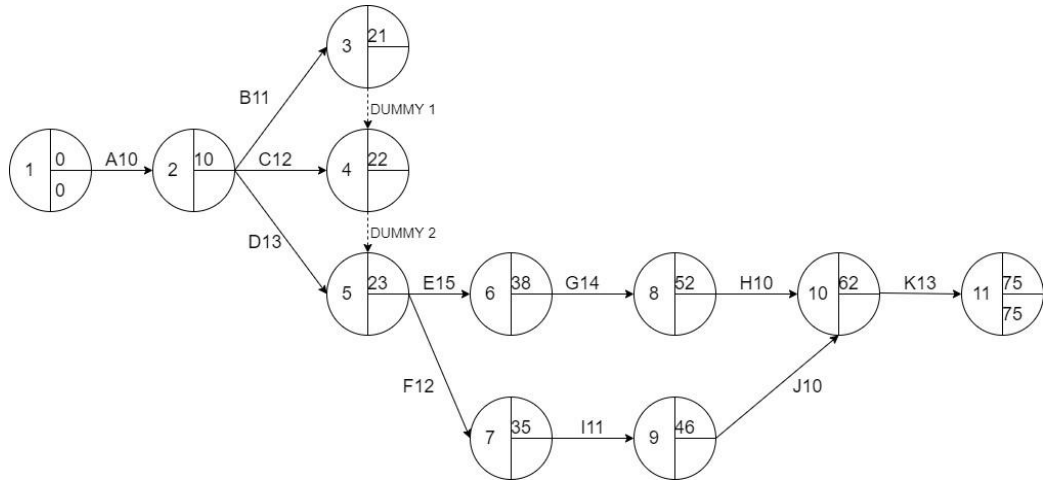 3 21
B11
DUMMY 1
1 0 A10 2 10 C12 4 22
0
D13
DUMMY 2
5 23 E15 6 38 G14 8 52 H10 10 62 K13 11 75
75
F12 J10
7 35 I11 9 46